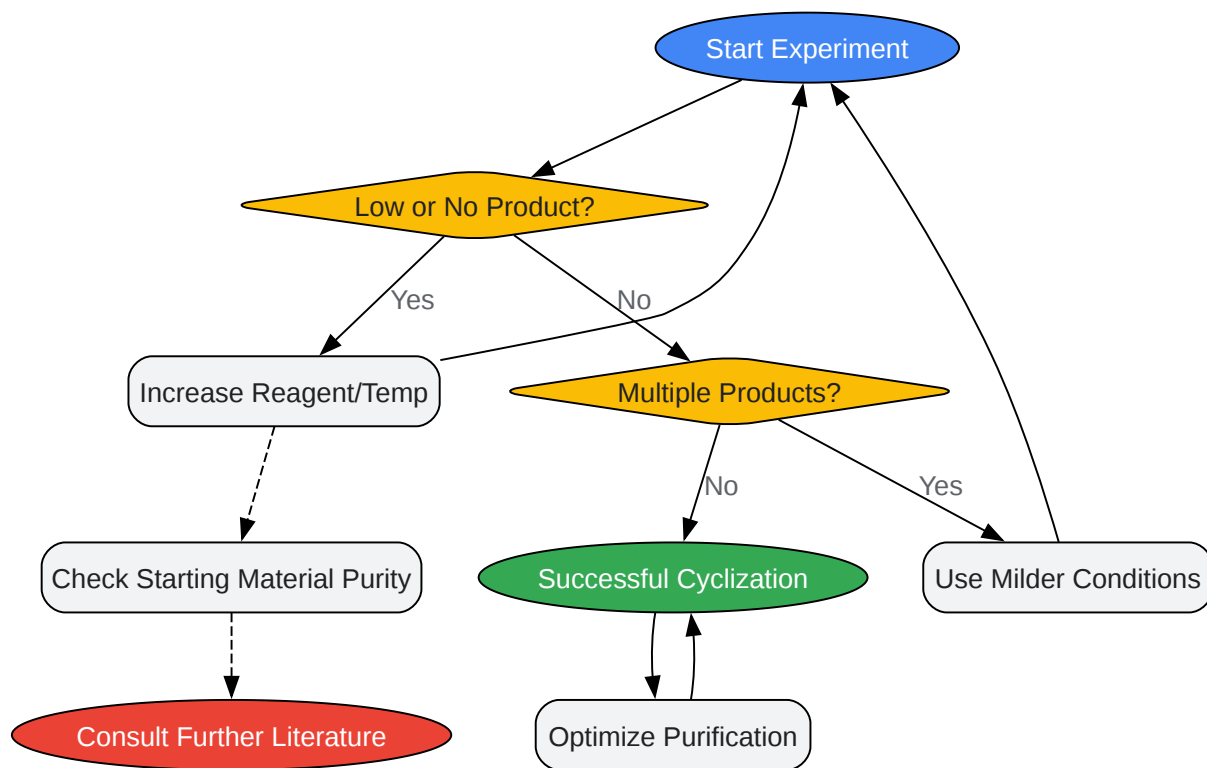 Start Experiment
Low or No Product?
Yes
No
Increase Reagent/Temp
Multiple Products?
No
Yes
Check Starting Material Purity
Successful Cyclization
Use Milder Conditions
Consult Further Literature
Optimize Purification